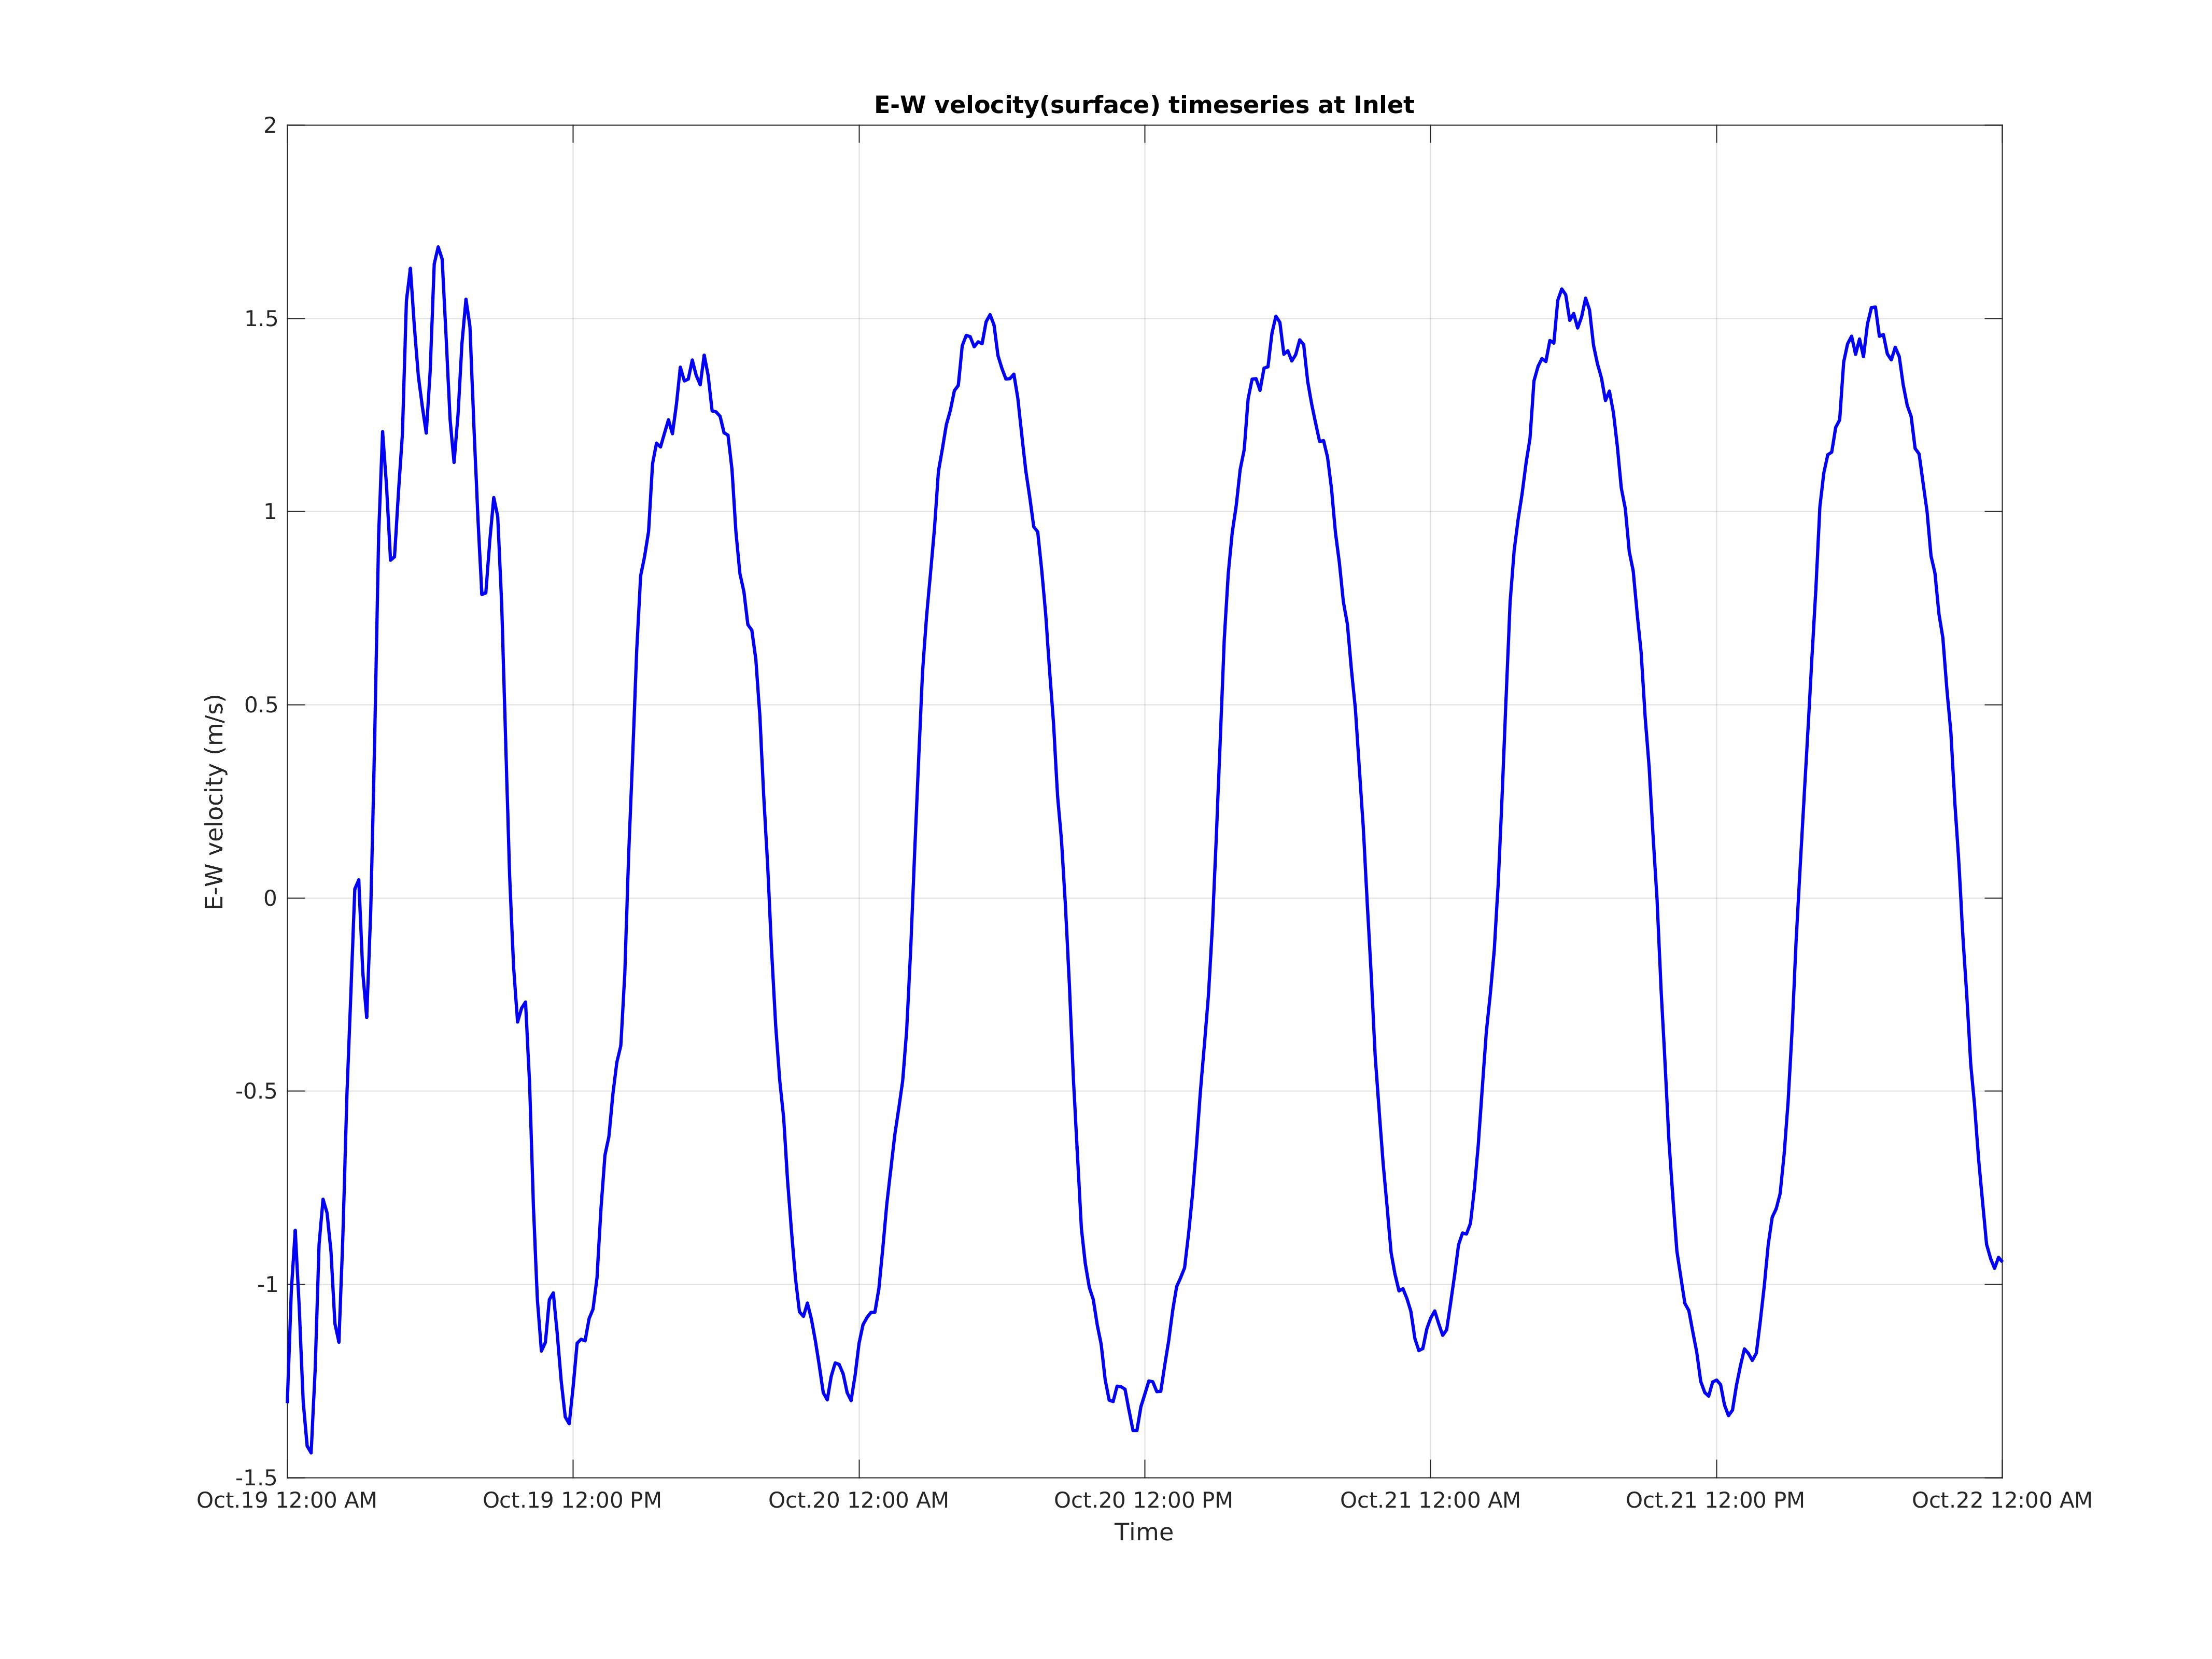 E-W velocity(surface) timeseries at Inlet
2
1.5
1
0.5
0
-0.5
-1
-1.5
E-W velocity (m/s)
Oct.19 12:00 AM Oct.19 12:00 PM Oct.20 12:00 AM Oct.20 12:00 PM Oct.21 12:00 AM Oct.21 12:00 PM Oct.22 12:00 AM
Time